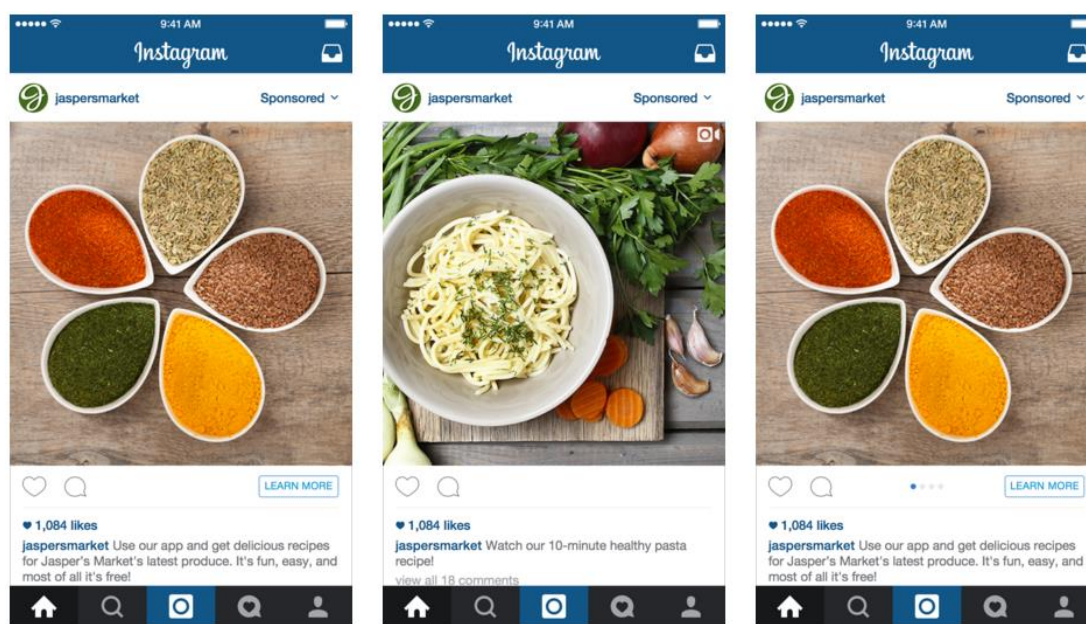 9:41 AM
Instagram
jaspersmarket
Sponsored
LEARN MORE
1,084 likes
jaspersmarket Use our app and get delicious recipes
for Jasper's Market's latest produce. It's fun, easy, and
most of all it's free!
9:41 AM
Instagram
jaspersmarket
Sponsored
1,084 likes
jaspersmarket Watch our 10-minute healthy pasta
recipe!
view all 18 comments
9:41 AM
Instagram
jaspersmarket
Sponsored
LEARN MORE
1,084 likes
jaspersmarket Use our app and get delicious recipes
for Jasper's Market's latest produce. It's fun, easy, and
most of all it's free!